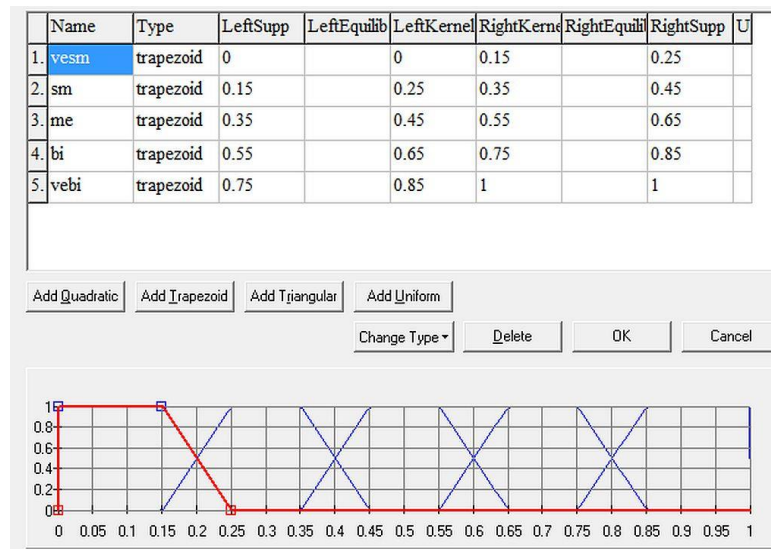 Name Type LeftSupp LeftEquilib LeftKernel RightKerne RightEquilil RightSupp U
1. vesm trapezoid 0 0 0.15 0.25
2. sm trapezoid 0.15 0.25 0.35 0.45
3. me trapezoid 0.35 0.45 0.55 0.65
4. bi trapezoid 0.55 0.65 0.75 0.85
5. vebi trapezoid 0.75 0.85 1 1
Add Quadratic Add Trapezoid Add Triangular Add Uniform
Change Type Delete OK Cancel
1
0.8
0.6
0.4
0.2
0
0 0.05 0.1 0.15 0.2 0.25 0.3 0.35 0.4 0.45 0.5 0.55 0.6 0.65 0.7 0.75 0.8 0.85 0.9 0.95 1